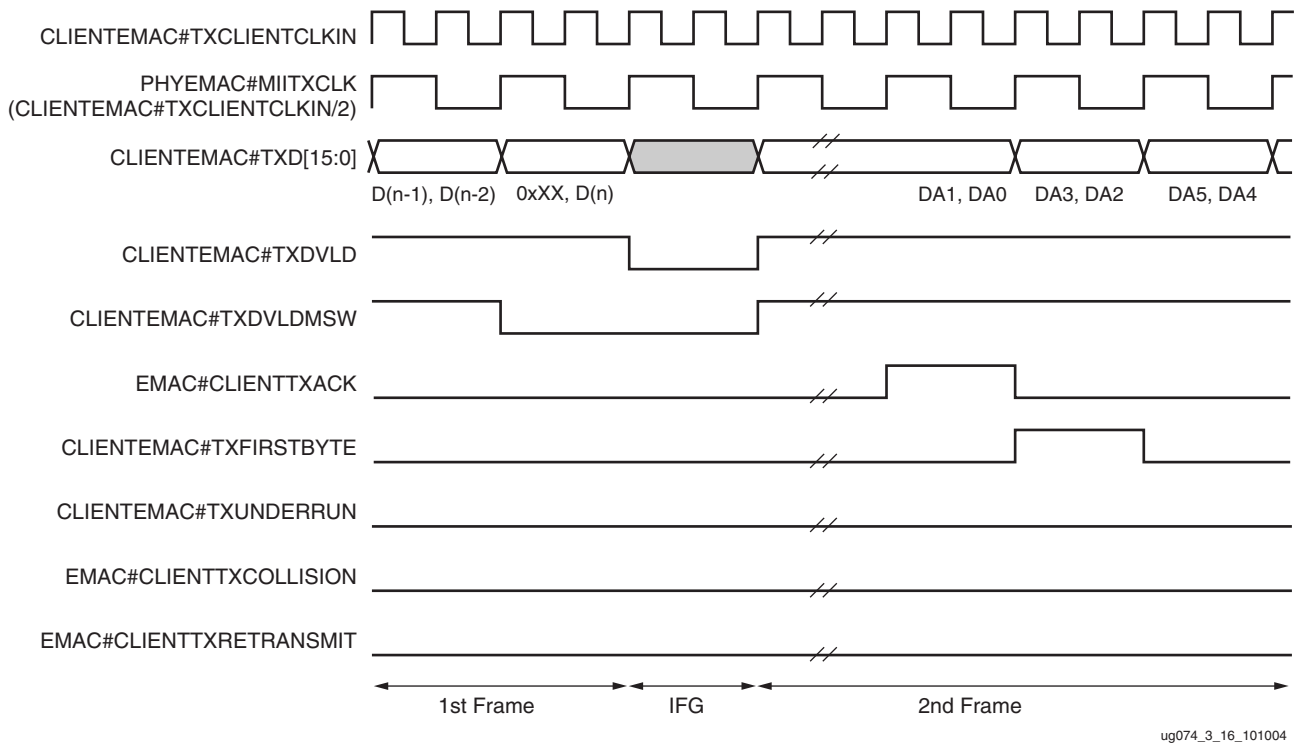 CLIENTEMAC#TXCLIENTCLKIN
PHYEMAC#MIITXCLK
(CLIENTEMAC#TXCLIENTCLKIN/2)
CLIENTEMAC#TXD[15:0]
D(n-1), D(n-2) 0xXX, D(n) DA1, DA0 DA3, DA2 DA5, DA4
CLIENTEMAC#TXDVLD
CLIENTEMAC#TXDVLDMSW
EMAC#CLIENTTXACK
CLIENTEMAC#TXFIRSTBYTE
CLIENTEMAC#TXUNDERRUN
EMAC#CLIENTTXCOLLISION
EMAC#CLIENTTXRETRANSMIT
1st Frame IFG 2nd Frame
ug074_3_16_101004